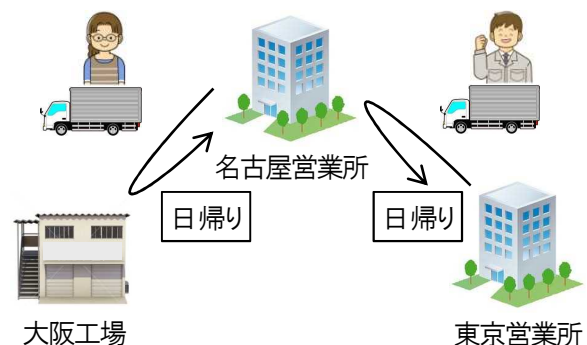 名古屋営業所
日帰り
日帰り
大阪工場
東京営業所